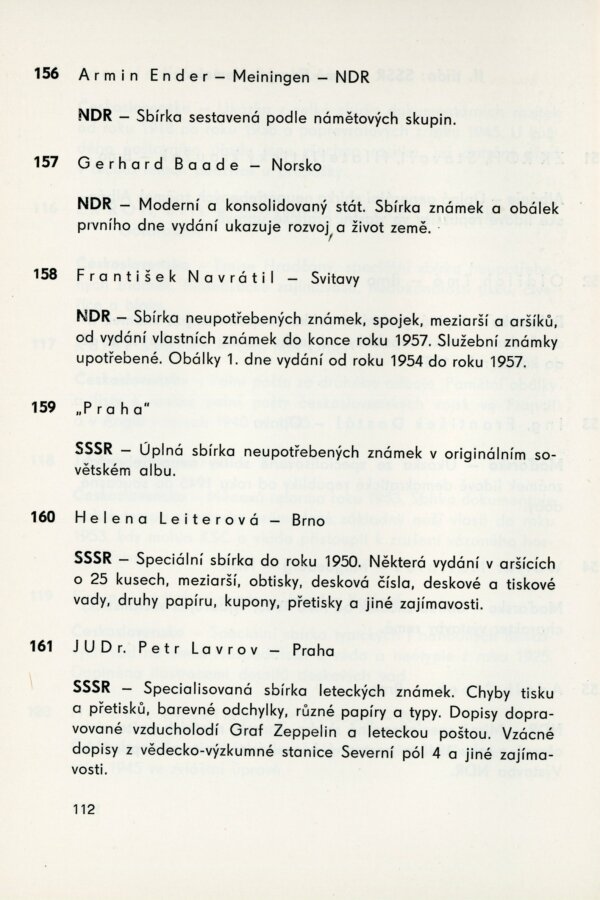 156 Armin Ender – Meiningen – NDR
NDR – Sbírka sestavená podle námětových skupin.
157 Gerhard Baade – Norsko
NDR – Moderní a konsolidovaný stát. Sbírka známek a obálek
prvního dne vydání ukazuje rozvoj a život země.
158 František Navrátil – Svitavy
NDR – Sbírka neupotřebených známek, spojek, meziarší a aršíků,
od vydání vlastních známek do konce roku 1957. Služební známky
upotřebené. Obálky 1. dne vydání od roku 1954 do roku 1957.
159 „Praha“
SSSR – Úplná sbírka neupotřebených známek v originálním so-
větském albu.
160 Helena Leiterová – Brno
SSSR – Speciální sbírka do roku 1950. Některá vydání v aršících
o 25 kusech, meziarší, obtisky, desková čísla, deskové a tiskové
vady, druhy papíru, kupony, přetisky a jiné zajímavosti.
161 JUDr. Petr Lavrov – Praha
SSSR – Specialisovaná sbírka leteckých známek. Chyby tisku
a přetisků, barevné odchylky, různé papíry a typy. Dopisy dopra-
vované vzducholodí Graf Zeppelin a leteckou poštou. Vzácné
dopisy z vědecko-výzkumné stanice Severní pól 4 a jiné zajíma-
vosti.
112